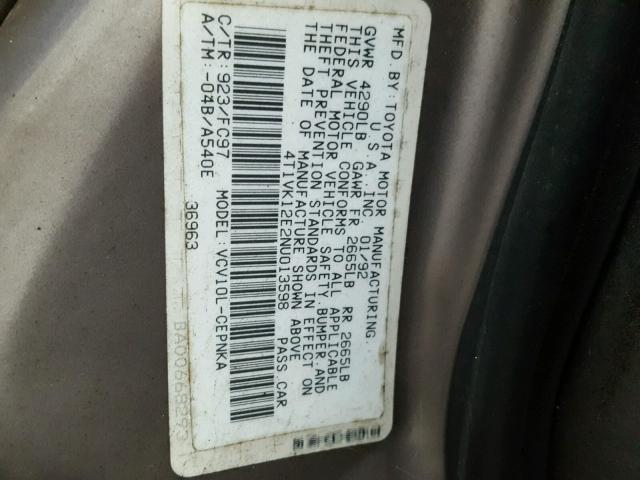 MFD. BY: TOYOTA MOTOR MANUFACTURING.
U.S.A., INC. 01/92
GVWR 4290LB GAWR FR 2665LB RR 2665LB
THIS VEHICLE CONFORMS TO ALL APPLICABLE
FEDERAL MOTOR VEHICLE SAFETY.BUMPER AND
THEFT PREVENTION STANDARDS IN EFFECT ON
THE DATE OF MANUFACTURE SHOWN ABOVE
4T1VK12E2NU013598 PASS.CAR
C/TR: 923/FC97 MODEL: VCV10L-CEPNKA
A/TM:-04B/A540E 36963